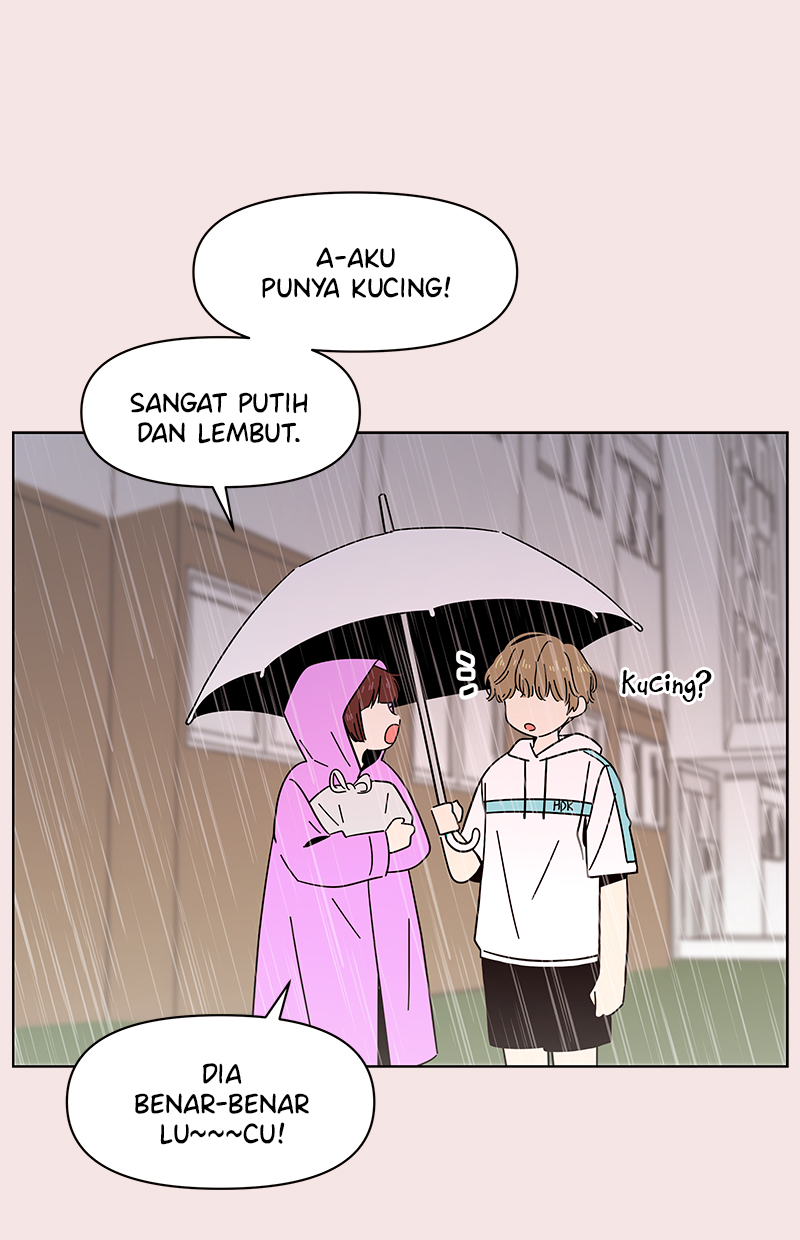 A-AKU
PUNYA KUCING!
SANGAT PUTIH
DAN LEMBUT.
Kucing?
HDK
DIA
BENAR-BENAR
LU~~~CU!